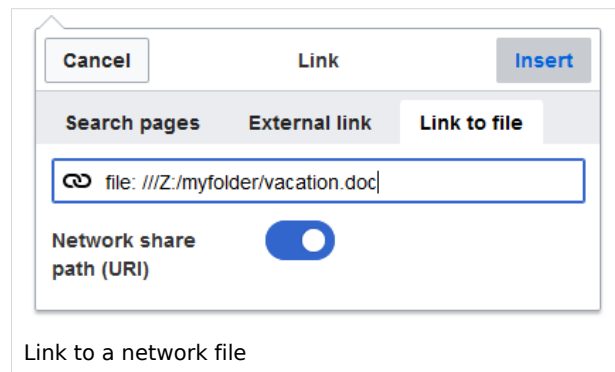 Cancel Link Insert
Search pages External link Link to file
file: ///Z:/myfolder/vacation.doc
Network share
path (URI)
Link to a network file